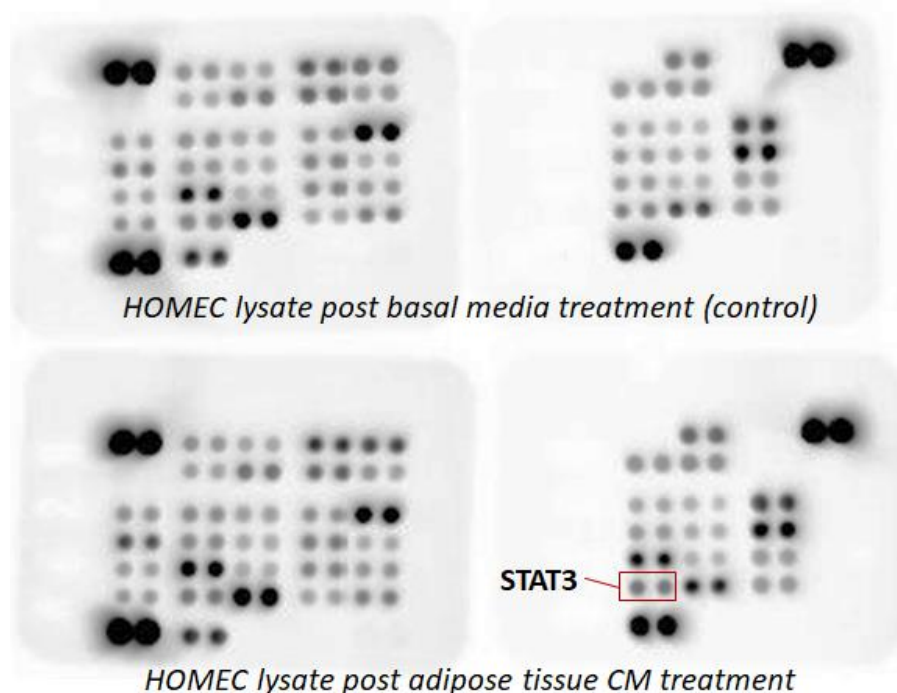 HOMEC lysate post basal media treatment (control)
STAT3
HOMEC lysate post adipose tissue CM treatment